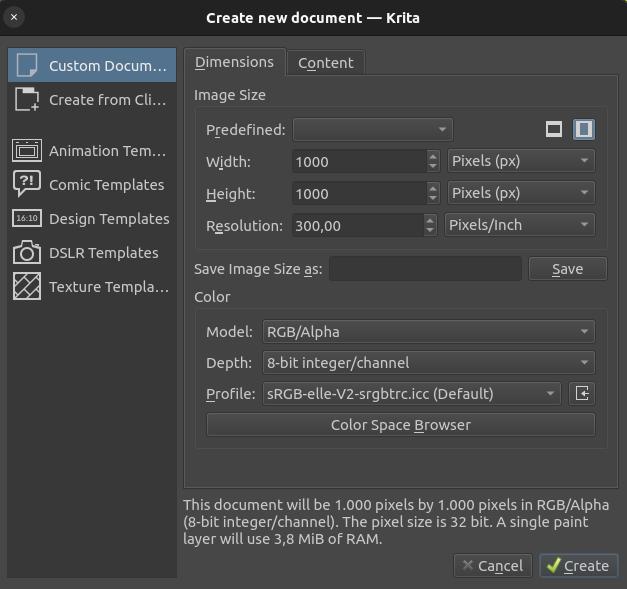 Create new document — Krita
Custom Docum...
Create from Cli...
Animation Tem...
Comic Templates
16:10 Design Templates
DSLR Templates
Texture Templa...
Dimensions Content
Image Size
Predefined:
Width: 1000 Pixels (px)
Height: 1000 Pixels (px)
Resolution: 300,00 Pixels/Inch
Save Image Size as: Save
Color
Model: RGB/Alpha
Depth: 8-bit integer/channel
Profile: sRGB-elle-V2-srgbtrc.icc (Default)
Color Space Browser
This document will be 1.000 pixels by 1.000 pixels in RGB/Alpha
(8-bit integer/channel). The pixel size is 32 bit. A single paint
layer will use 3,8 MiB of RAM.
Cancel Create